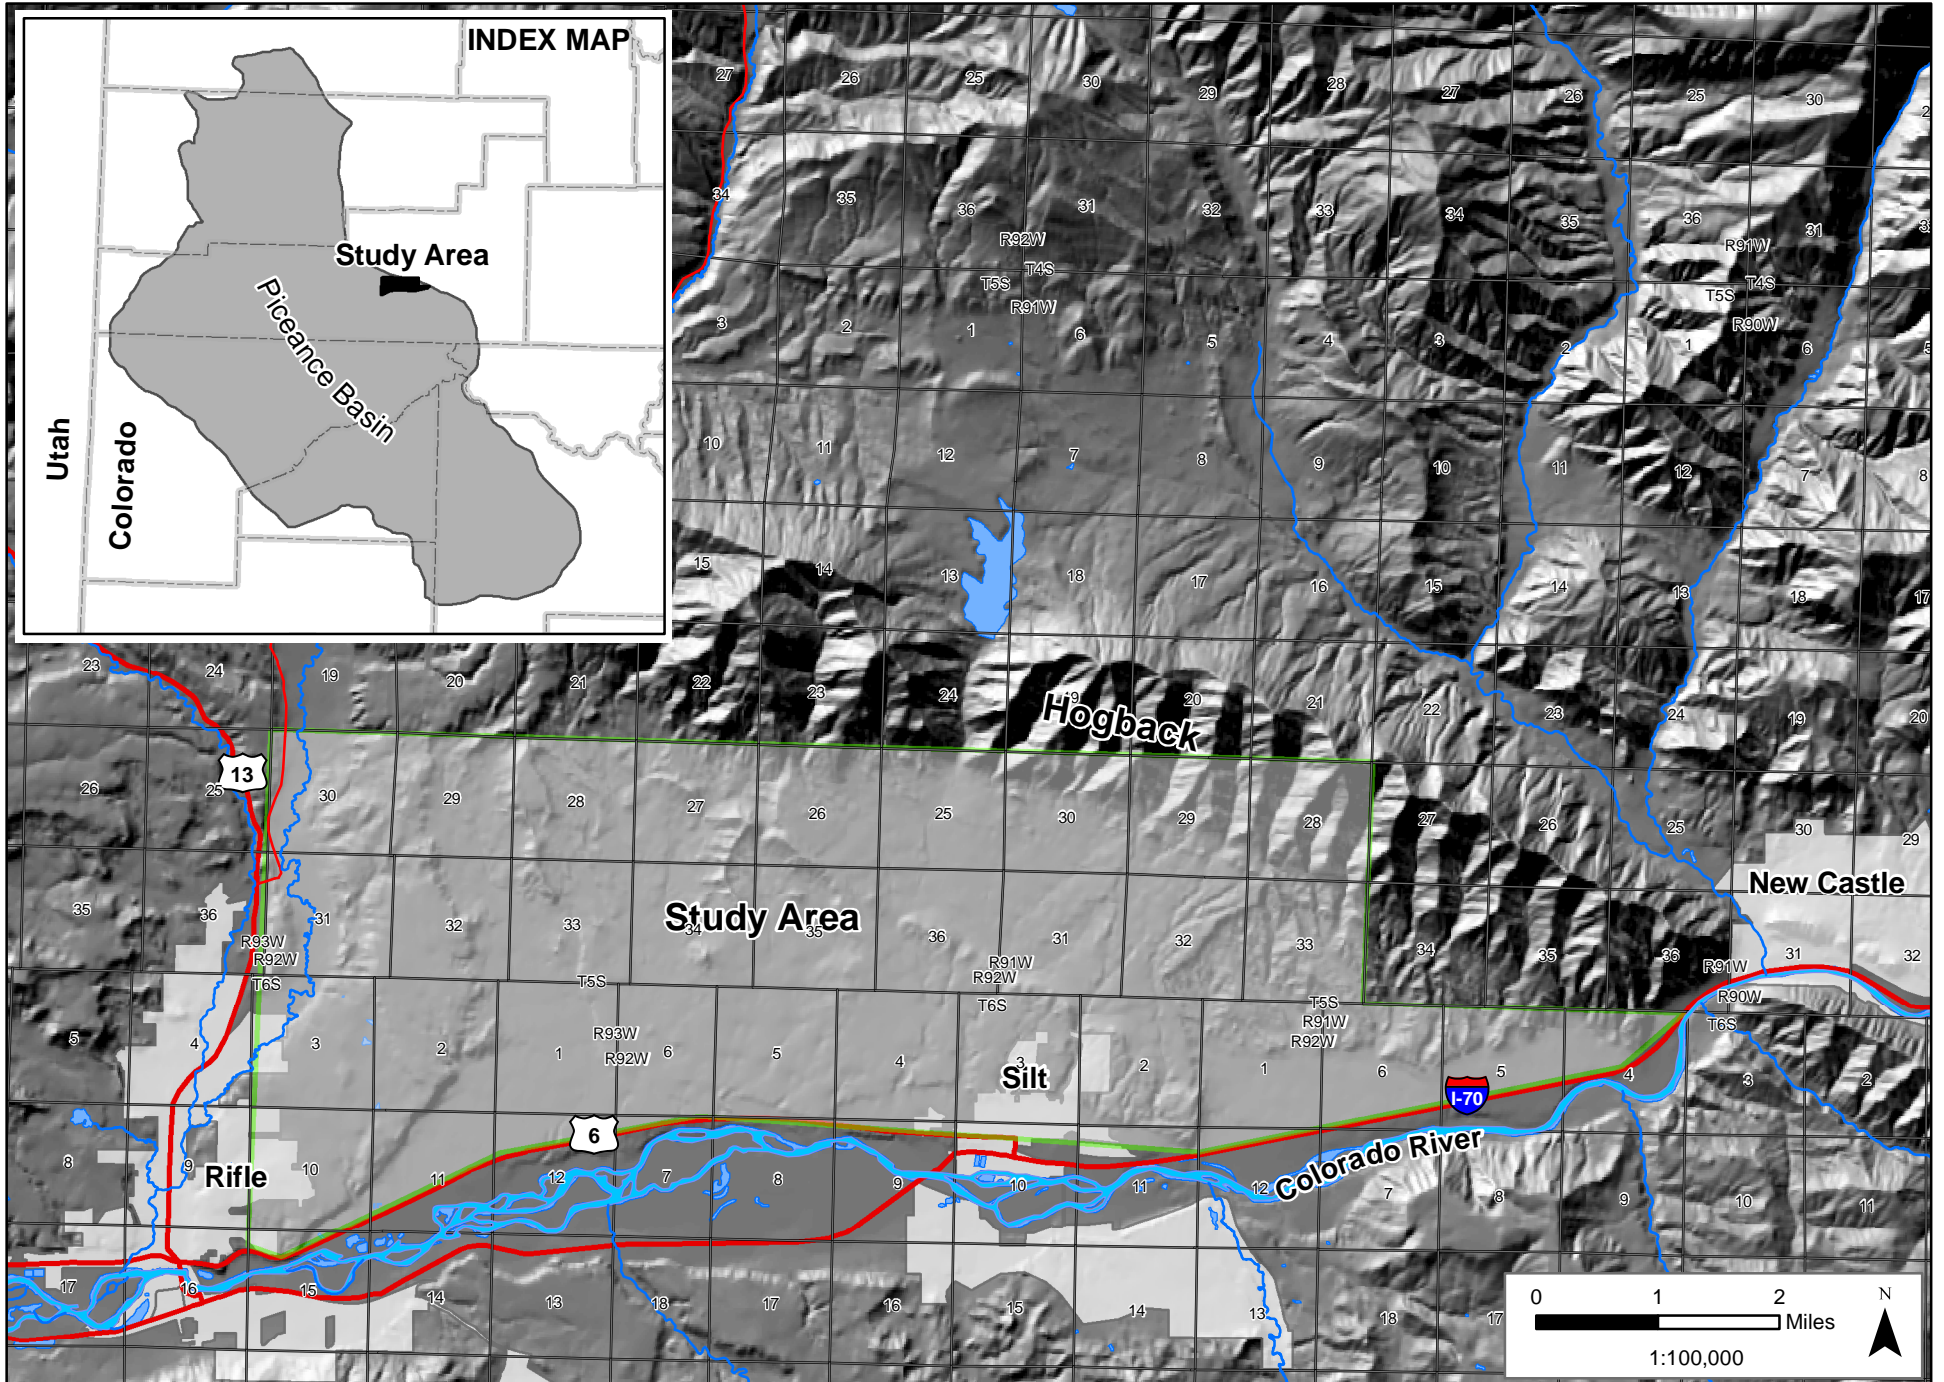 INDEX MAP
Study Area
Piceance Basin
Utah
Colorado
27 26 25 30 29 28 27 26 25 30
34 35 36 31 32 33 34 35 36 31
R92W
T4S
T5S
R91W
R91W
T4S
T5S
R90W
3 2 1 6 5 4 3 2 1 6 5
10 11 12 7 8 9 10 11 12 7 8
15 14 13 18 17 16 15 14 13 18 17
23 24 19 20 21 22 23 24 19 20 21 22 23 24 19 20
Hogback
13
26 25 30 29 28 27 26 25 30 29 28 27 26 25 30 29
New Castle
35 36 31 32 33 34 35 36 31 32 33 34 35 36 31 32
Study Area
R93W
R92W
T6S
T5S
R91W
R92W
T6S
T5S
R91W
R92W
R91W
R90W
T6S
R93W
R92W
5 4 3 2 1 6 5 4 3 2 1 6 5 4 3 2
Silt
I-70
6
8 9 10 11 12 7 8 9 10 11 12 7 8 9 10 11
Rifle
Colorado River
17 16 15 14 13 18 17 16 15 14 13 18 17
0 1 2
Miles
1:100,000
N